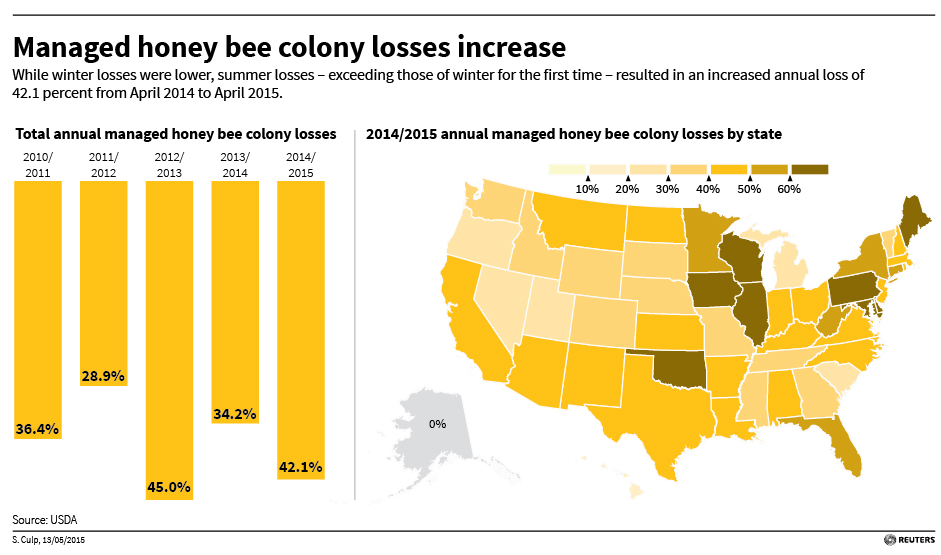 Managed honey bee colony losses increase
While winter losses were lower, summer losses – exceeding those of winter for the first time – resulted in an increased annual loss of
42.1 percent from April 2014 to April 2015.
Total annual managed honey bee colony losses
2010/
2011
2011/
2012
2012/
2013
2013/
2014
2014/
2015
36.4%
28.9%
45.0%
34.2%
42.1%
2014/2015 annual managed honey bee colony losses by state
10% 20% 30% 40% 50% 60%
0%
Source: USDA
S. Culp, 13/05/2015
REUTERS